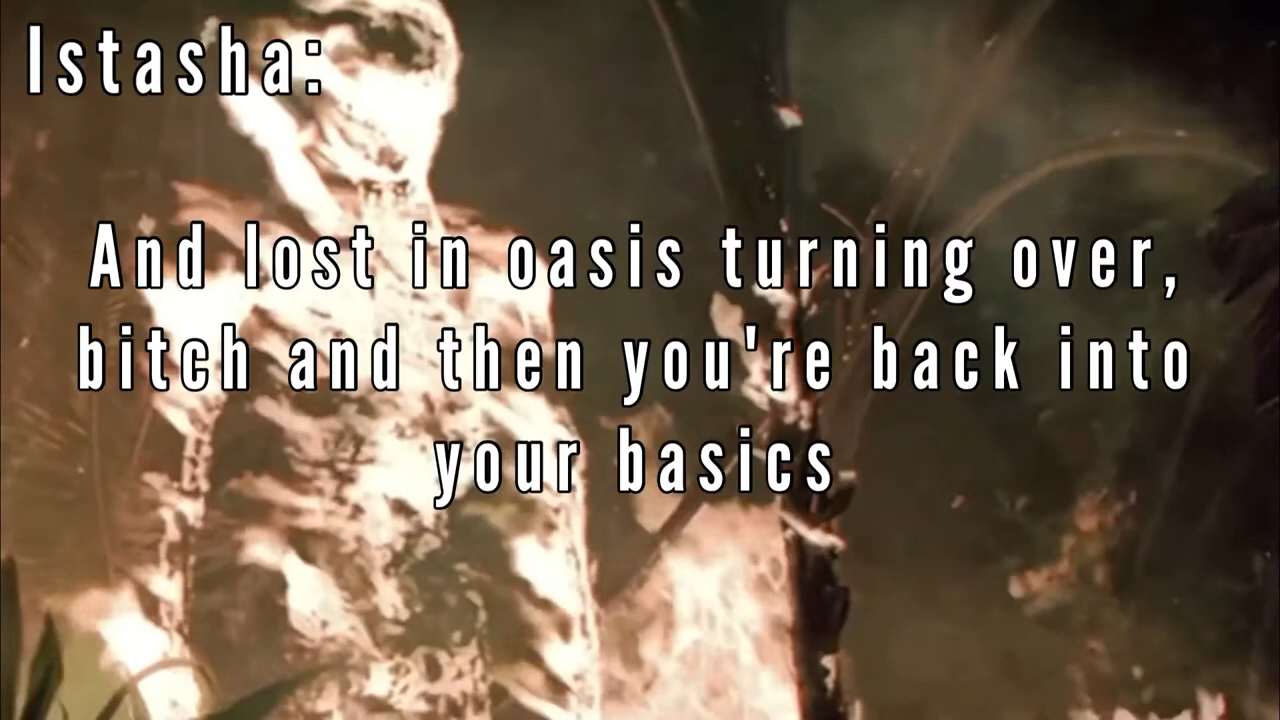 Istasha:
And lost in oasis turning over,
bitch and then you're back into
your basics